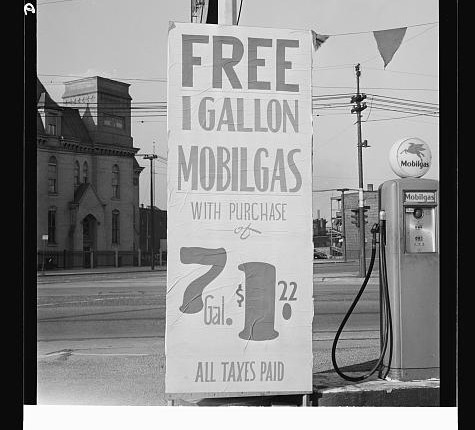 FREE
1 GALLON
MOBILGAS
WITH PURCHASE
of
7 Gal. $1.22
ALL TAXES PAID
Mobilgas
Mobilgas